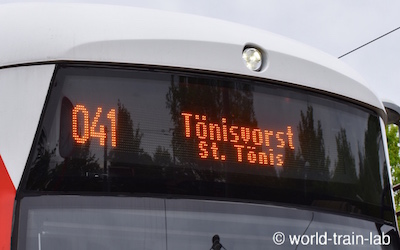 041
Tönisvorst
St. Tönis
© world-train-lab